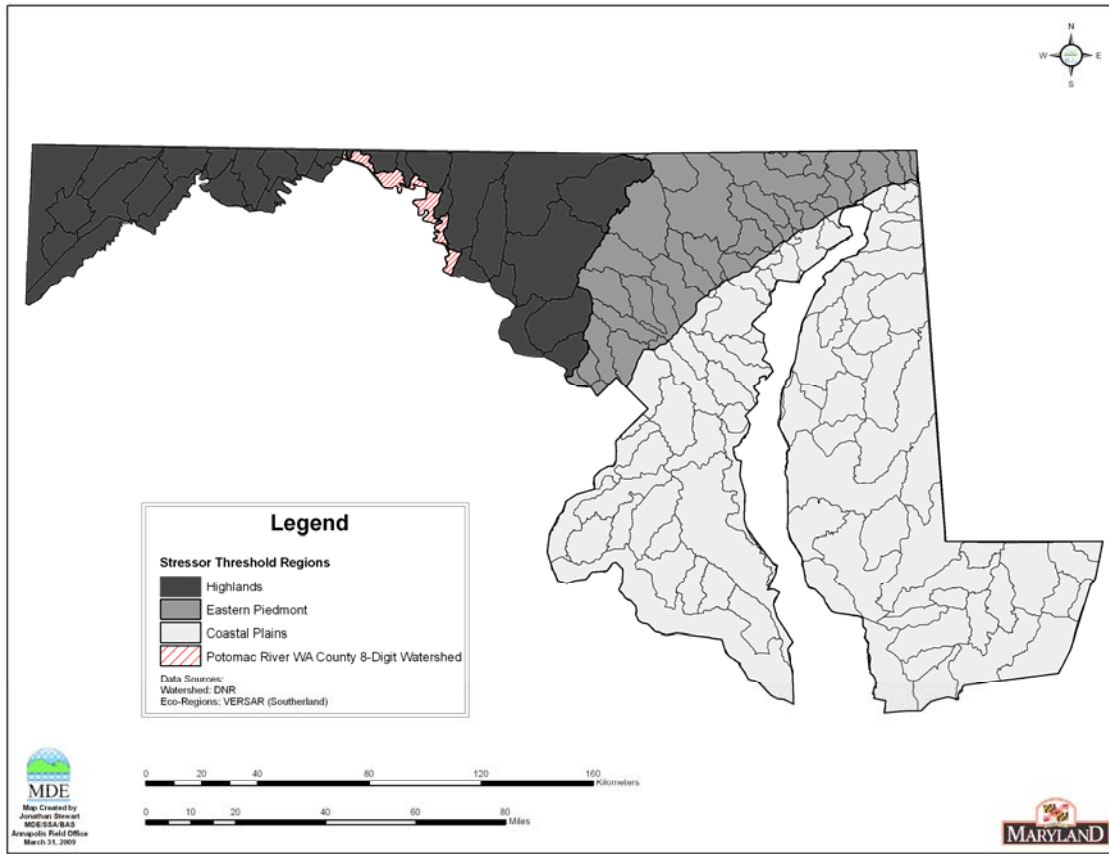 N
W E
S
Legend
Stressor Threshold Regions
Highlands
Eastern Piedmont
Coastal Plains
Potomac River WA County 8-Digit Watershed
Data Sources:
Watershed: DNR
Eco-Regions: VERSAR (Southerland)
0 20 40 80 120 160
Kilometers
0 10 20 40 60 80
Miles
MDE
Map Created by
Jonathan Stewart
MDE/SSA/BAS
Annapolis Field Office
March 31, 2009
MARYLAND